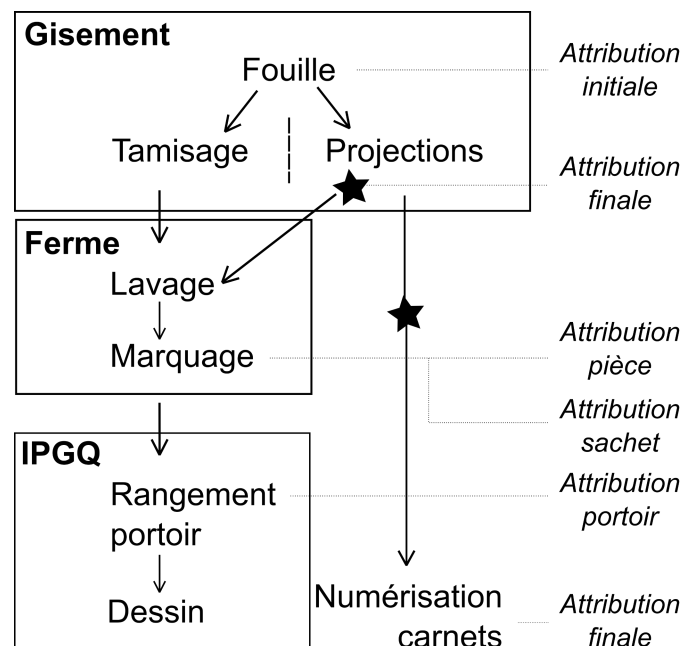 Gisement
Fouille
Attribution
initiale
Tamisage
Projections
Attribution
finale
Ferme
Lavage
Marquage
Attribution
pièce
Attribution
sachet
IPGQ
Rangement
portoir
Attribution
portoir
Dessin
Numérisation
carnets
Attribution
finale